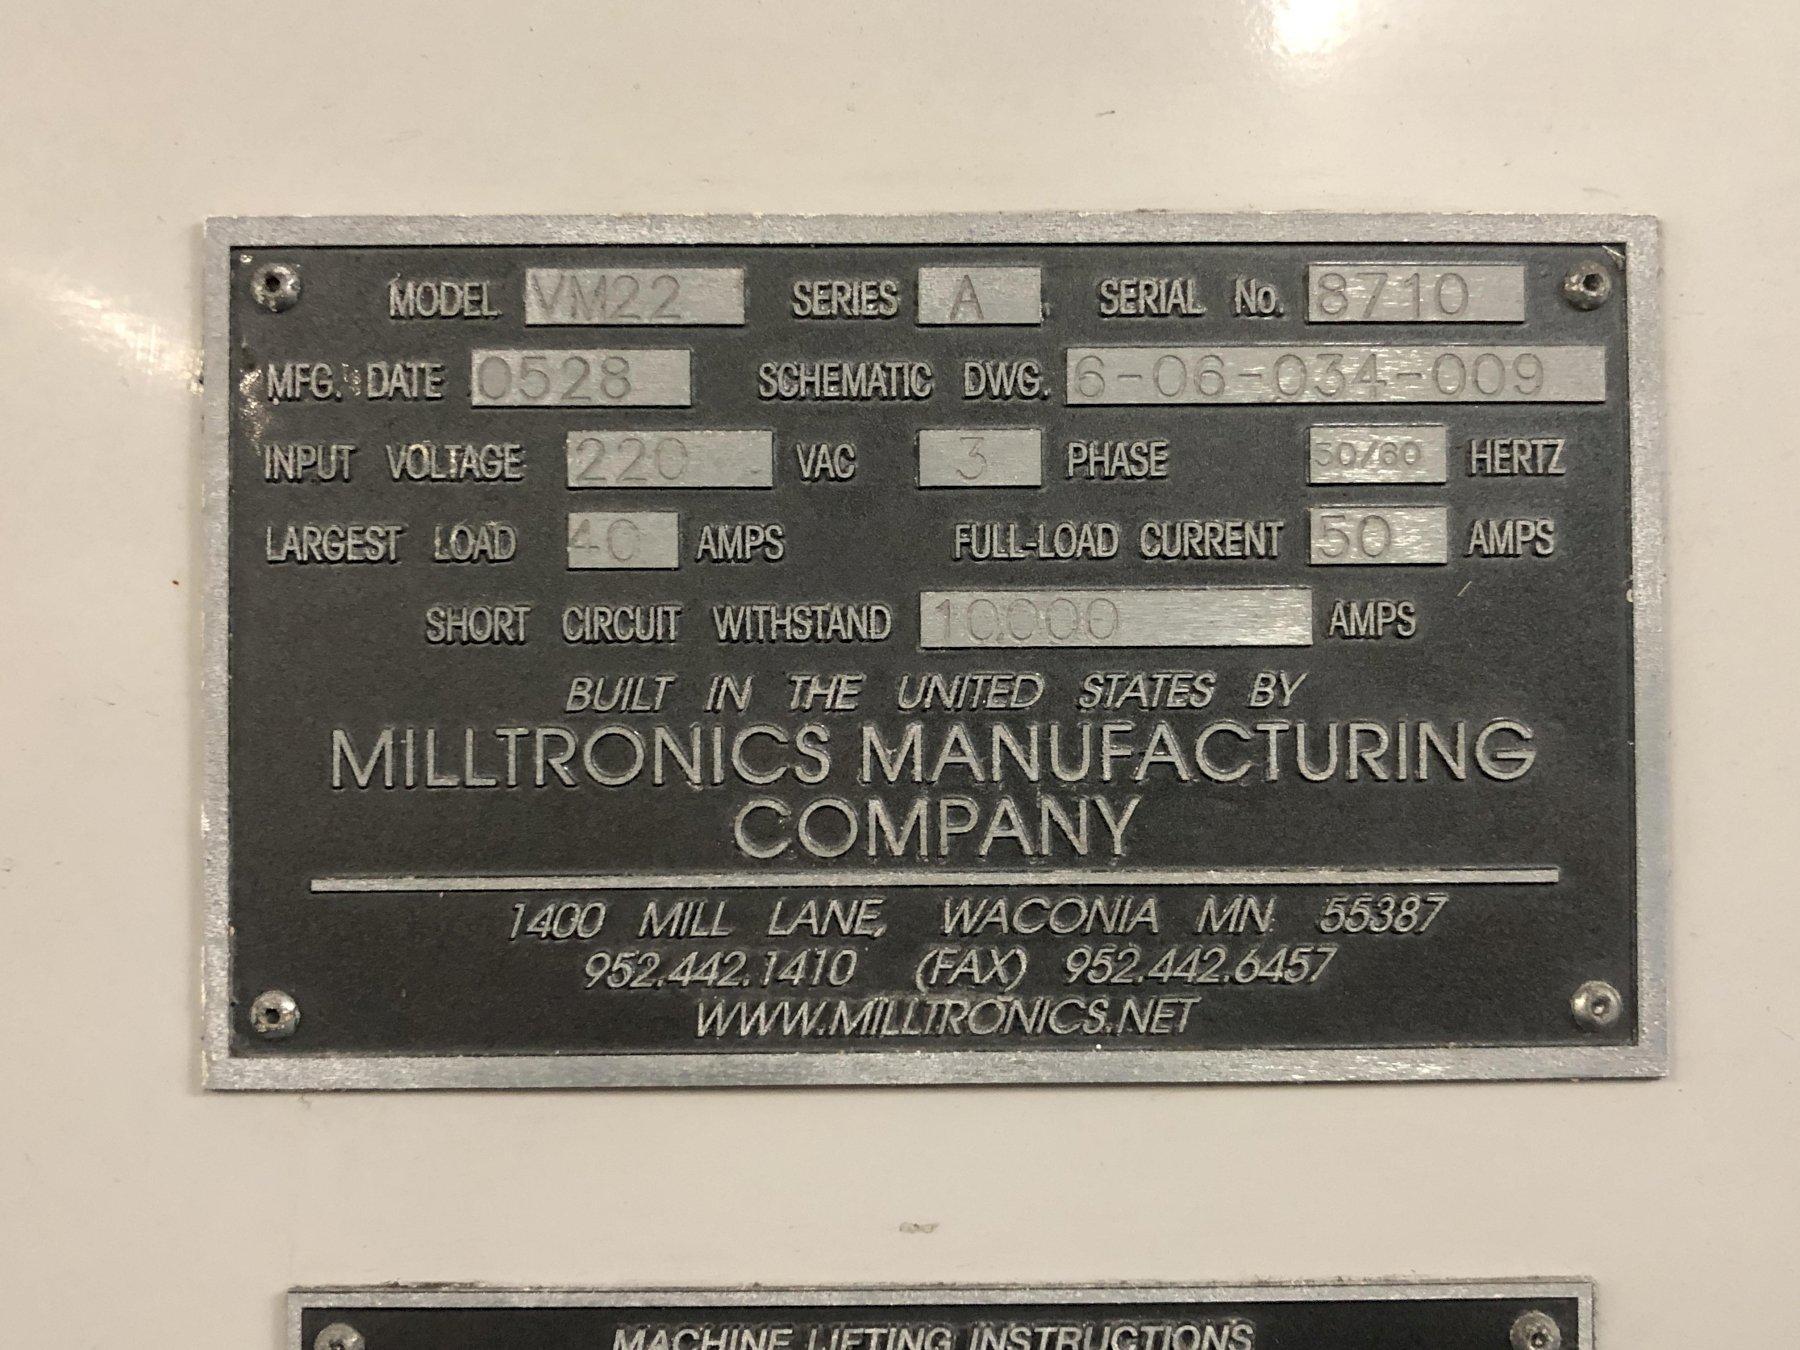 MODEL VM22 SERIES A SERIAL No. 8710
MFG. DATE 0528 SCHEMATIC DWG. 6-06-034-009
INPUT VOLTAGE 220 VAC 3 PHASE 50/60 HERTZ
LARGEST LOAD 40 AMPS FULL-LOAD CURRENT 50 AMPS
SHORT CIRCUIT WITHSTAND 10,000 AMPS
BUILT IN THE UNITED STATES BY
MILLTRONICS MANUFACTURING
COMPANY
1400 MILL LANE, WACONIA MN 55387
952.442.1410 (FAX) 952.442.6457
WWW.MILLTRONICS.NET
MACHINE LIFTING INSTRUCTIONS